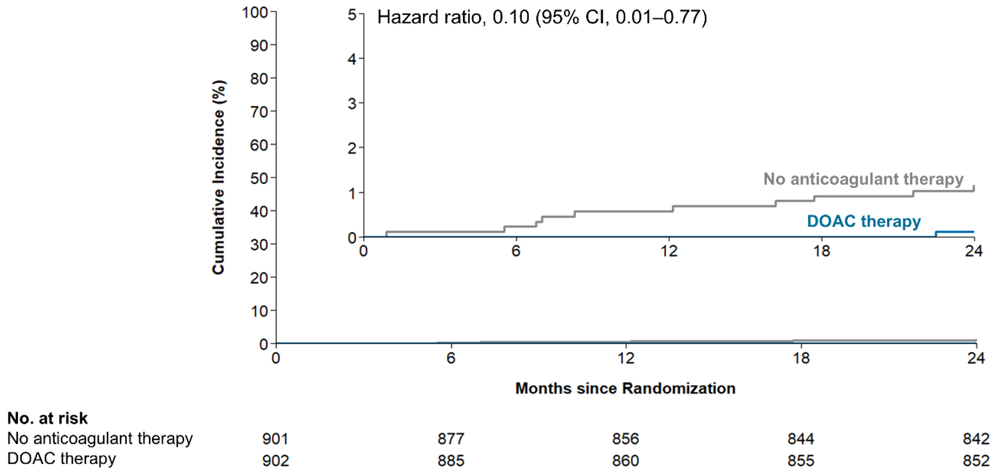 Hazard ratio, 0.10 (95% CI, 0.01–0.77)
100
90
80
70
60
50
40
30
20
10
0
Cumulative Incidence (%)
5
4
3
2
1
0
No anticoagulant therapy
DOAC therapy
0 6 12 18 24
0 6 12 18 24
Months since Randomization
No. at risk
No anticoagulant therapy 901 877 856 844 842
DOAC therapy 902 885 860 855 852